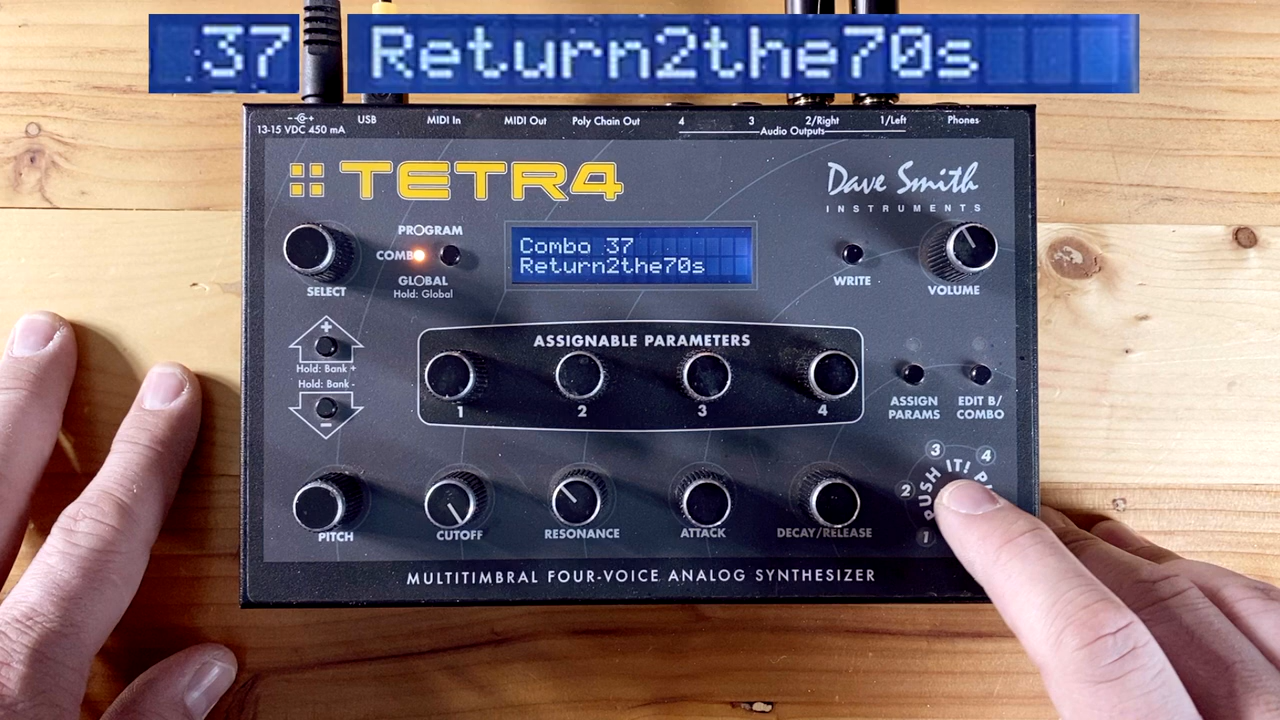 37 Return2the70s
13-15 VDC 450 mA
USB
MIDI In
MIDI Out
Poly Chain Out
4
3
2/Right
1/Left
Audio Outputs
Phones
TETR4
Dave Smith
INSTRUMENTS
PROGRAM
COMBO
GLOBAL
Hold: Global
SELECT
Combo 37
Return2the70s
WRITE
VOLUME
+
Hold: Bank +
Hold: Bank -
-
ASSIGNABLE PARAMETERS
1
2
3
4
ASSIGN
PARAMS
EDIT B/
COMBO
PITCH
CUTOFF
RESONANCE
ATTACK
DECAY/RELEASE
1
2
3
4
PUSH IT!
MULTITIMBRAL FOUR-VOICE ANALOG SYNTHESIZER